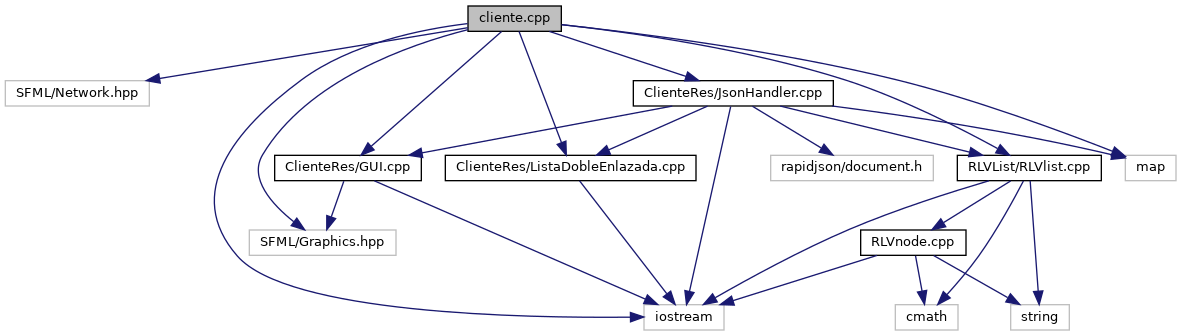 cliente.cpp
SFML/Network.hpp
ClienteRes/JsonHandler.cpp
ClienteRes/GUI.cpp
ClienteRes/ListaDobleEnlazada.cpp
rapidjson/document.h
RLVList/RLVlist.cpp
map
SFML/Graphics.hpp
RLVnode.cpp
iostream
cmath
string